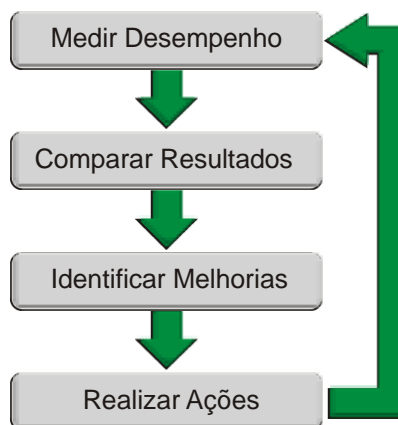 Medir Desempenho
Comparar Resultados
Identificar Melhorias
Realizar Ações